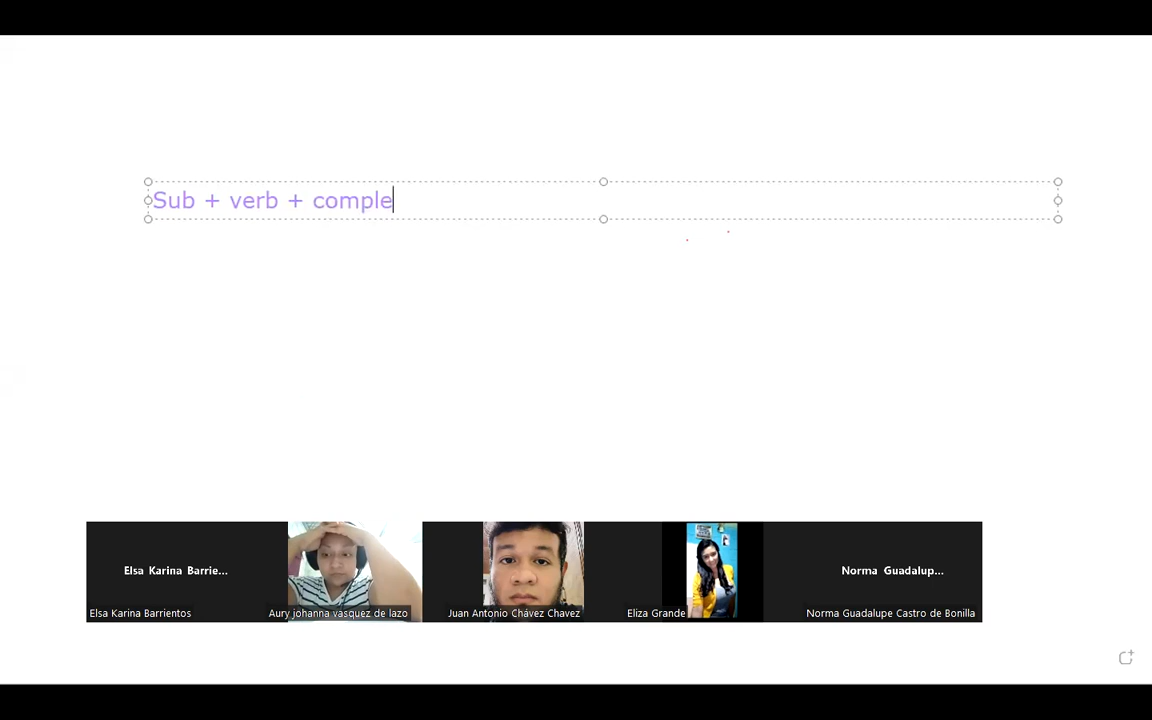 Sub + verb + comple
Elsa Karina Barrie...
Norma Guadalup...
Elsa Karina Barrientos
Aury johanna vasquez de lazo
Juan Antonio Chávez Chavez
Eliza Grande
Norma Guadalupe Castro de Bonilla